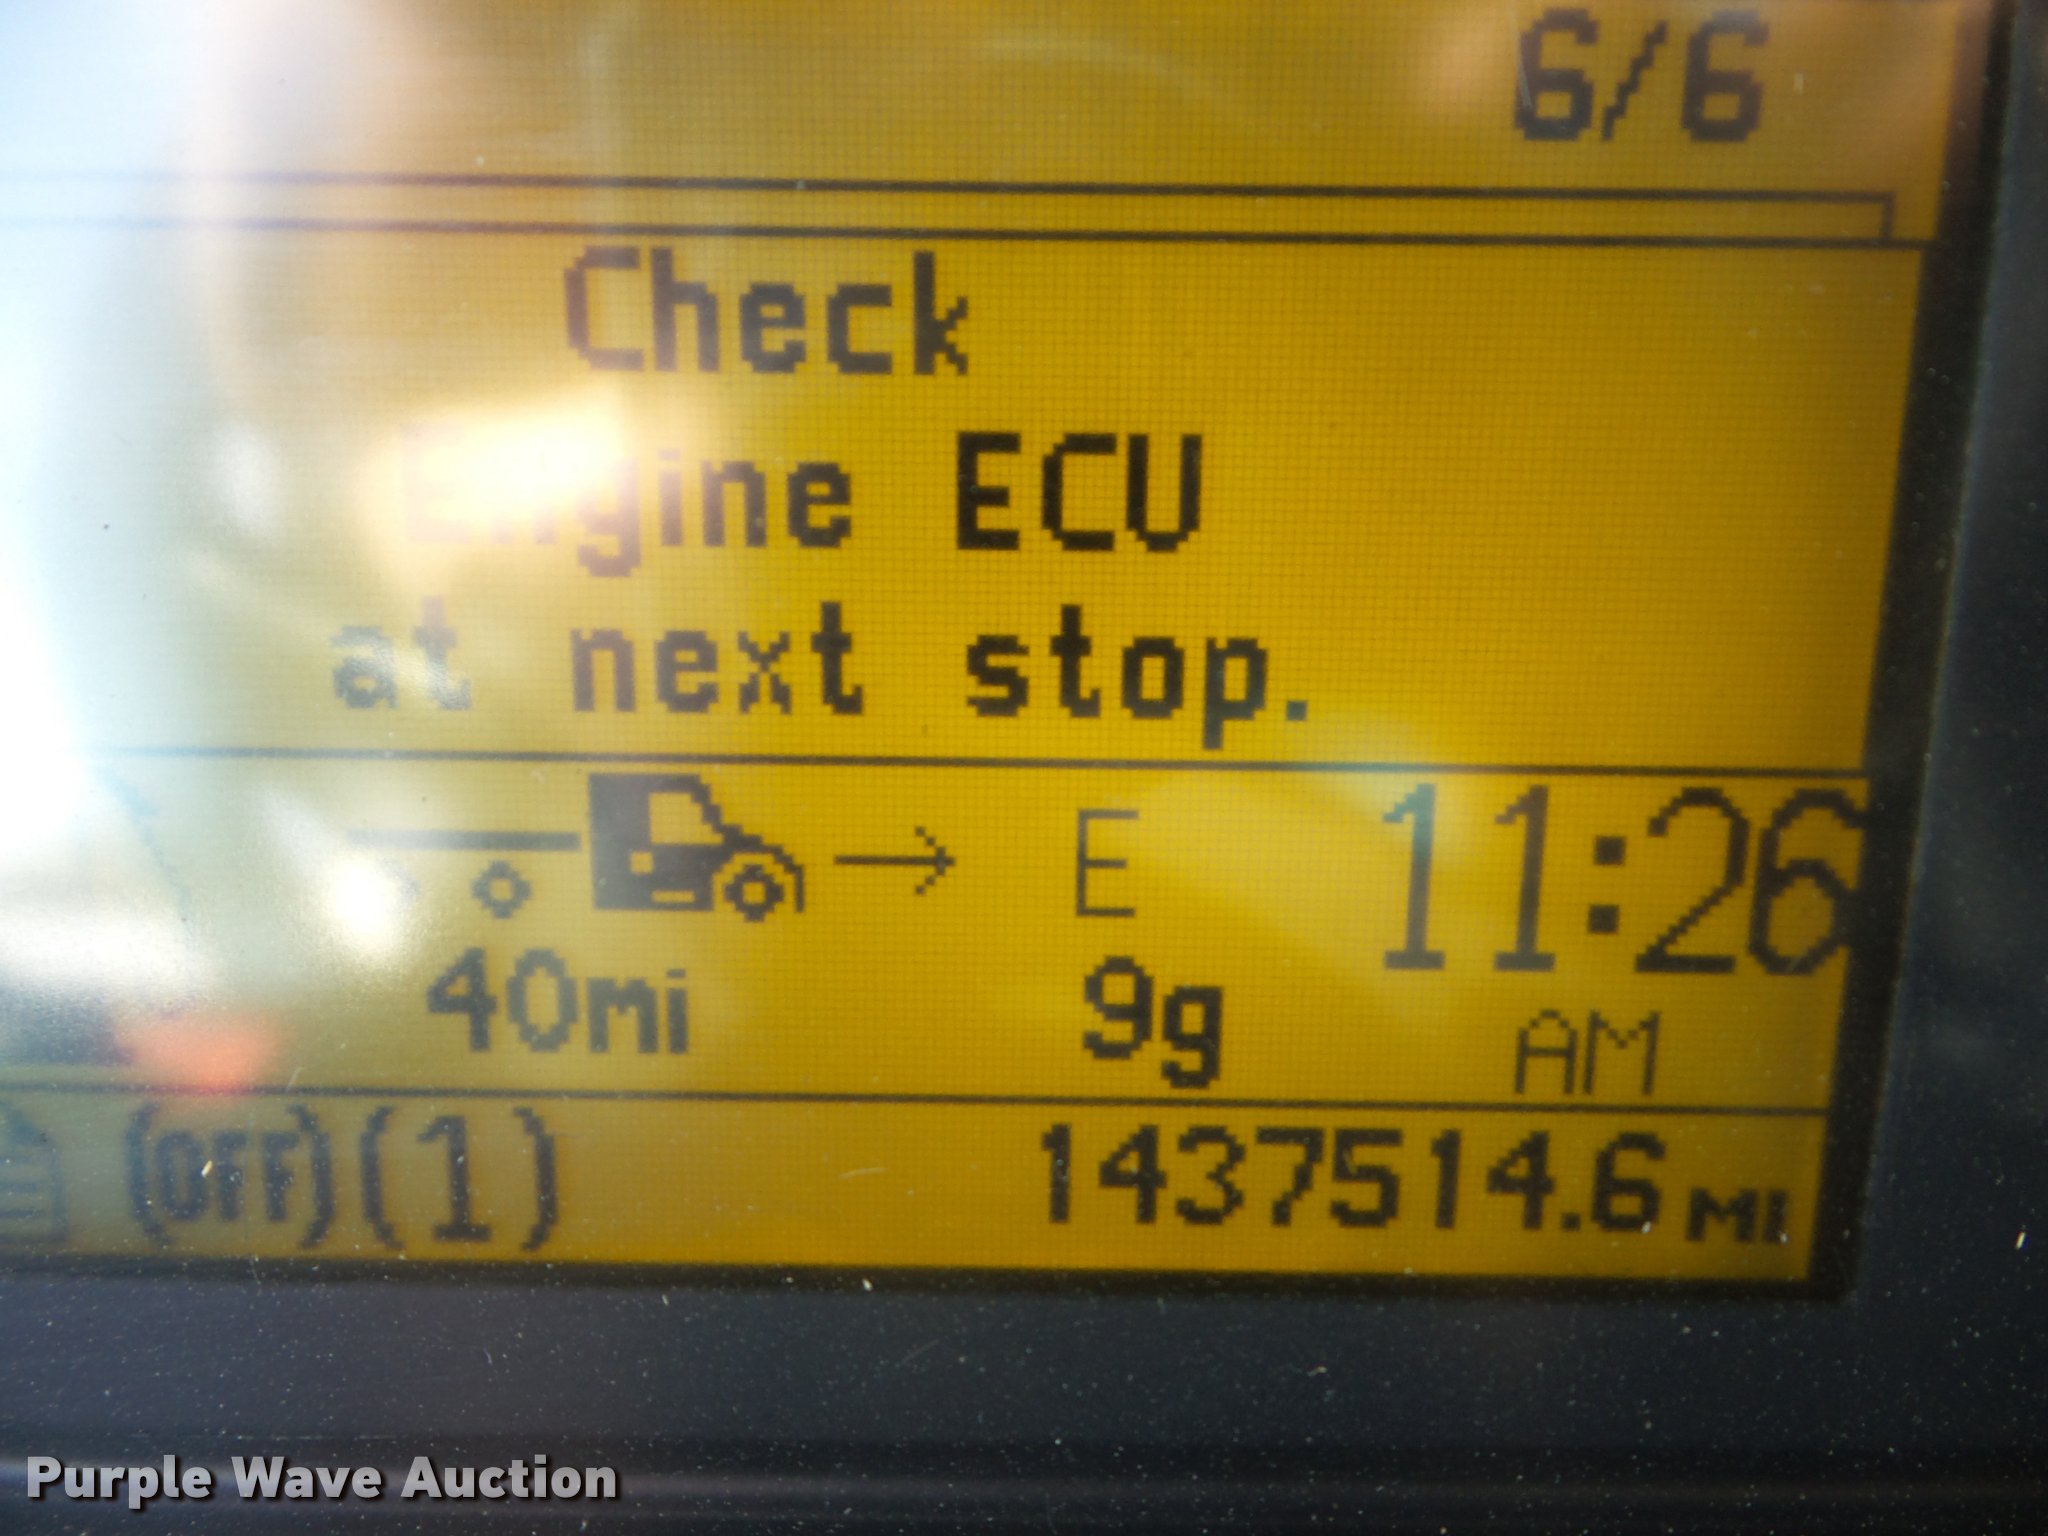 6/6
Check
Engine ECU
at next stop.
E 11:26
40mi 9g AM
(OFF)(1) 1437514.6 MI
Purple Wave Auction